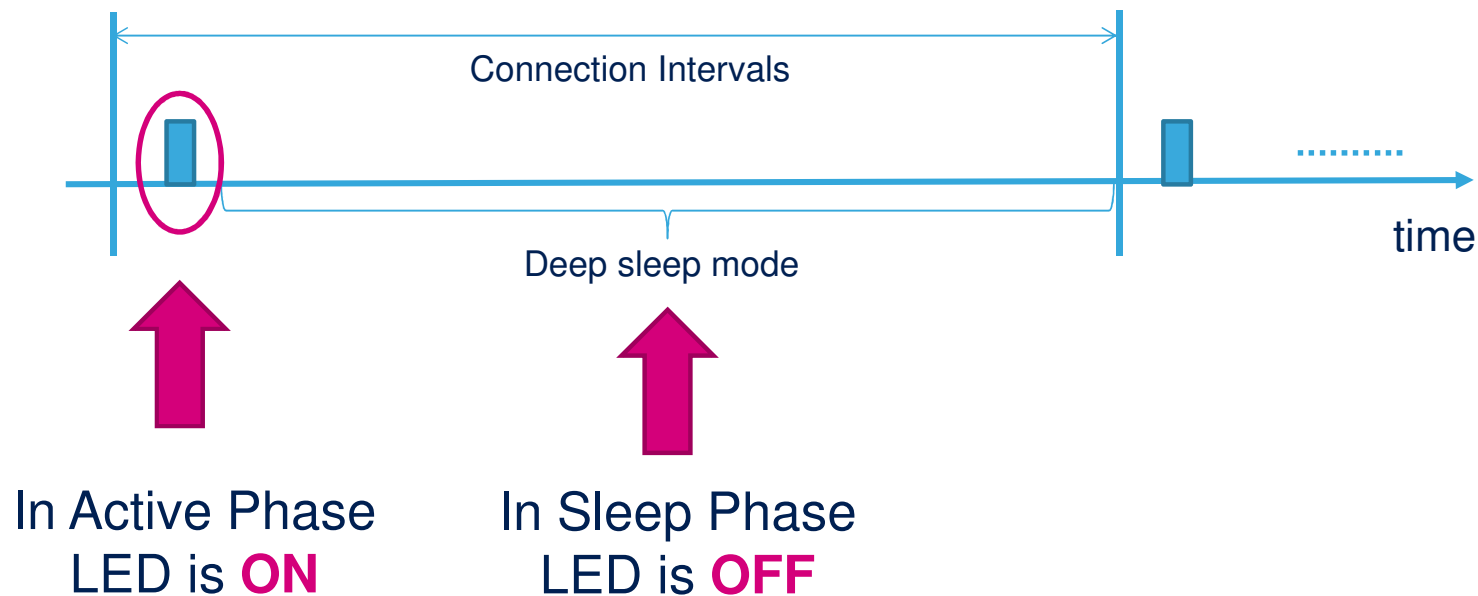 Connection Intervals
time
Deep sleep mode
In Active Phase
LED is ON
In Sleep Phase
LED is OFF